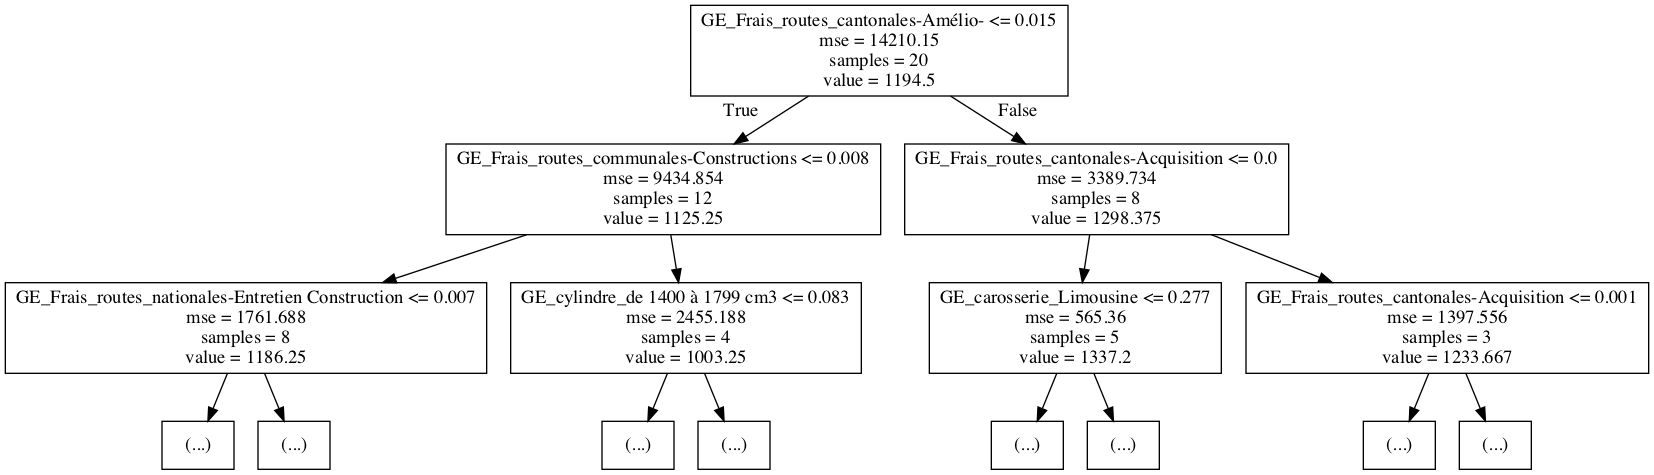 GE_Frais_routes_cantonales-Amélio- <= 0.015
mse = 14210.15
samples = 20
value = 1194.5
True
False
GE_Frais_routes_communales-Constructions <= 0.008
mse = 9434.854
samples = 12
value = 1125.25
GE_Frais_routes_cantonales-Acquisition <= 0.0
mse = 3389.734
samples = 8
value = 1298.375
GE_Frais_routes_nationales-Entretien Construction <= 0.007
mse = 1761.688
samples = 8
value = 1186.25
GE_cylindre_de 1400 à 1799 cm3 <= 0.083
mse = 2455.188
samples = 4
value = 1003.25
GE_carosserie_Limousine <= 0.277
mse = 565.36
samples = 5
value = 1337.2
GE_Frais_routes_cantonales-Acquisition <= 0.001
mse = 1397.556
samples = 3
value = 1233.667
(...)
(...)
(...)
(...)
(...)
(...)
(...)
(...)